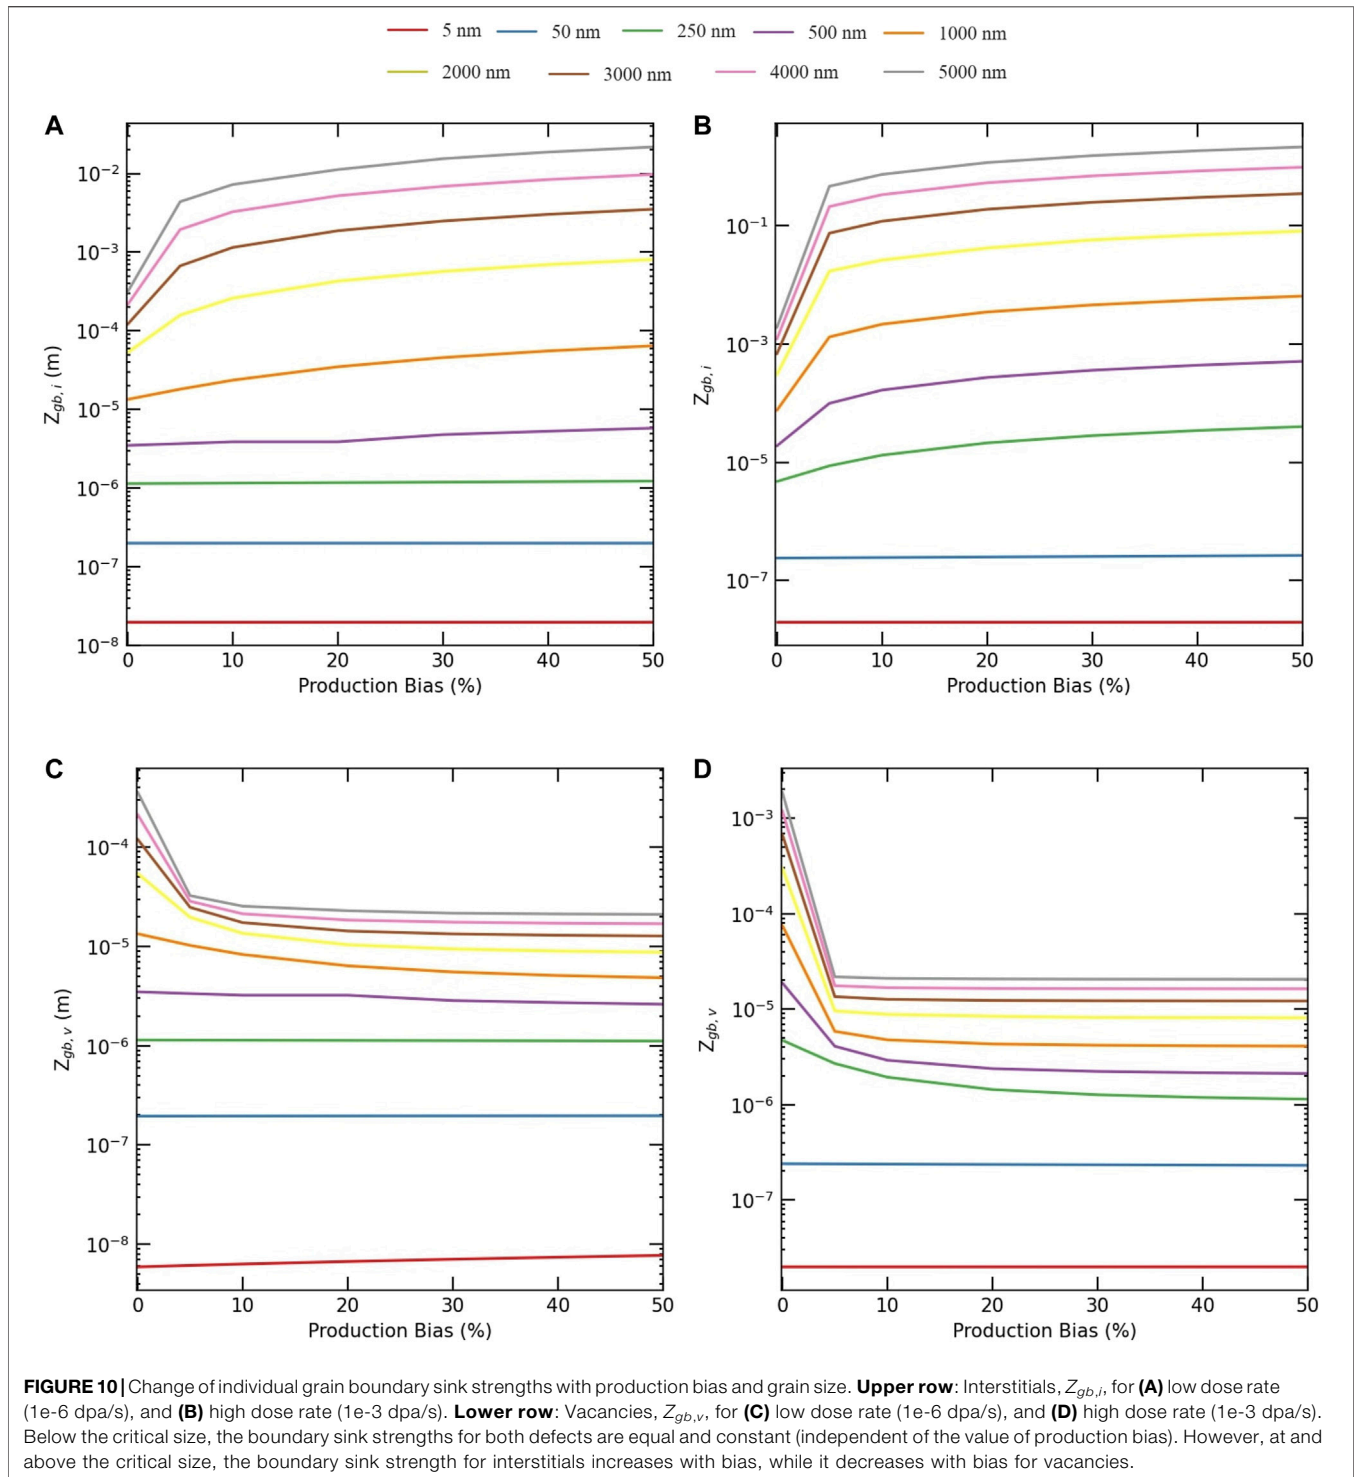 5 nm 50 nm 250 nm 500 nm 1000 nm
2000 nm 3000 nm 4000 nm 5000 nm
A
10⁻²
10⁻³
10⁻⁴
10⁻⁵
10⁻⁶
10⁻⁷
10⁻⁸
Z_gb,i (m)
0 10 20 30 40 50
Production Bias (%)
B
10⁻¹
10⁻³
10⁻⁵
10⁻⁷
Z_gb,i
0 10 20 30 40 50
Production Bias (%)
C
10⁻⁴
10⁻⁵
10⁻⁶
10⁻⁷
10⁻⁸
Z_gb,v (m)
0 10 20 30 40 50
Production Bias (%)
D
10⁻³
10⁻⁴
10⁻⁵
10⁻⁶
10⁻⁷
Z_gb,v
0 10 20 30 40 50
Production Bias (%)
FIGURE 10 | Change of individual grain boundary sink strengths with production bias and grain size. Upper row: Interstitials, Z_gb,i, for (A) low dose rate
(1e-6 dpa/s), and (B) high dose rate (1e-3 dpa/s). Lower row: Vacancies, Z_gb,v, for (C) low dose rate (1e-6 dpa/s), and (D) high dose rate (1e-3 dpa/s).
Below the critical size, the boundary sink strengths for both defects are equal and constant (independent of the value of production bias). However, at and
above the critical size, the boundary sink strength for interstitials increases with bias, while it decreases with bias for vacancies.